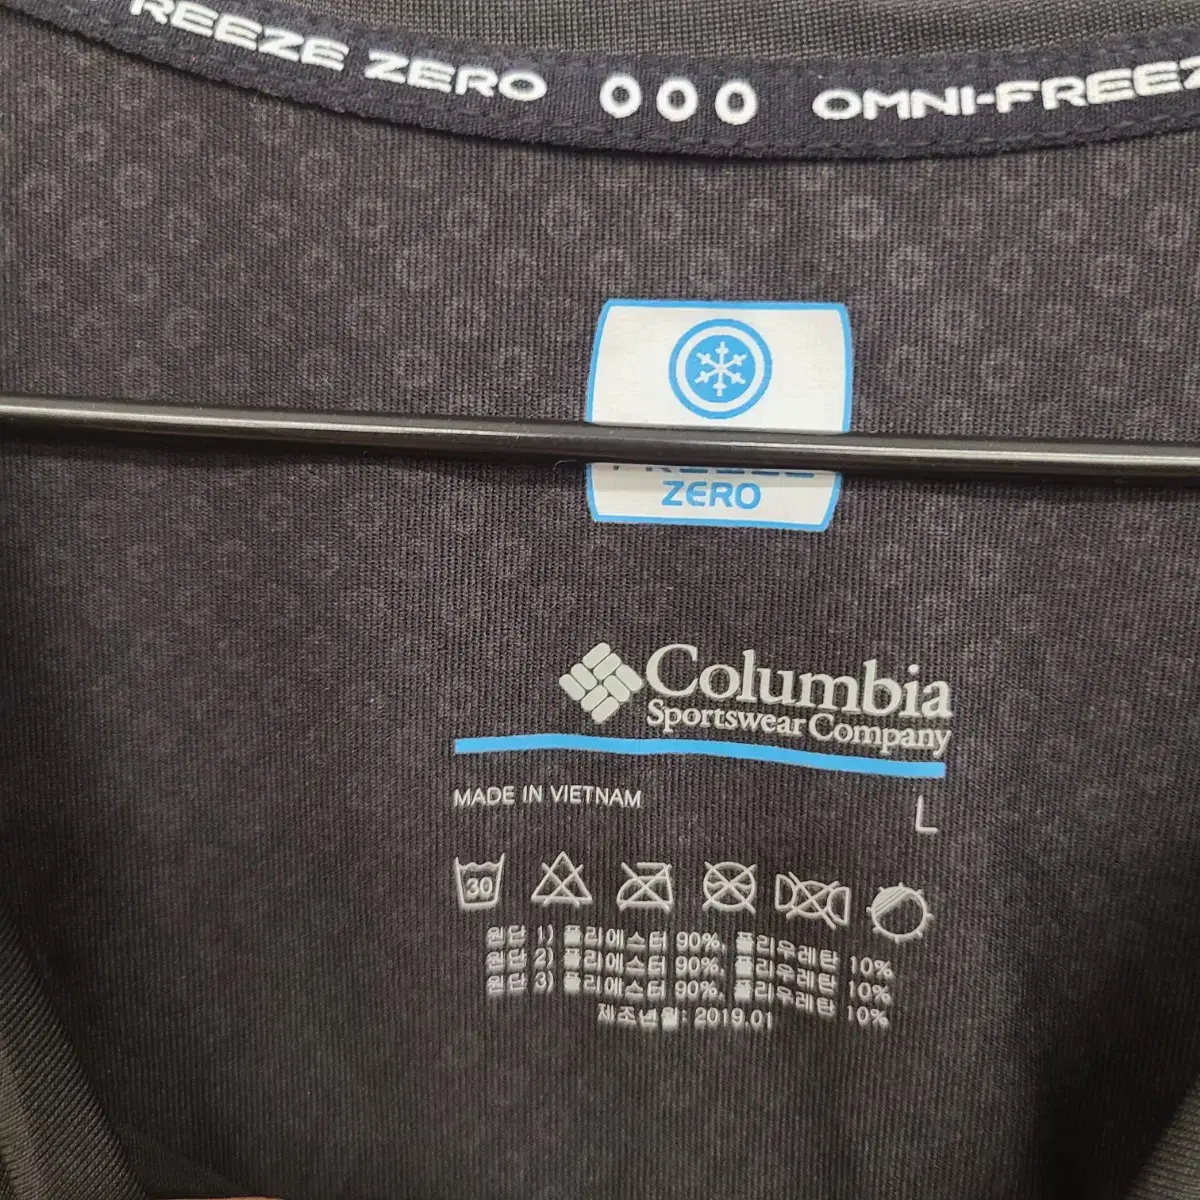 FREEZE ZERO OMNI-FREEZ
FREEZE
ZERO
Columbia
Sportswear Company
MADE IN VIETNAM
L
30
원단 1) 폴리에스터 90%, 폴리우레탄 10%
원단 2) 폴리에스터 90%, 폴리우레탄 10%
원단 3) 폴리에스터 90%, 폴리우레탄 10%
제조년월: 2019.01